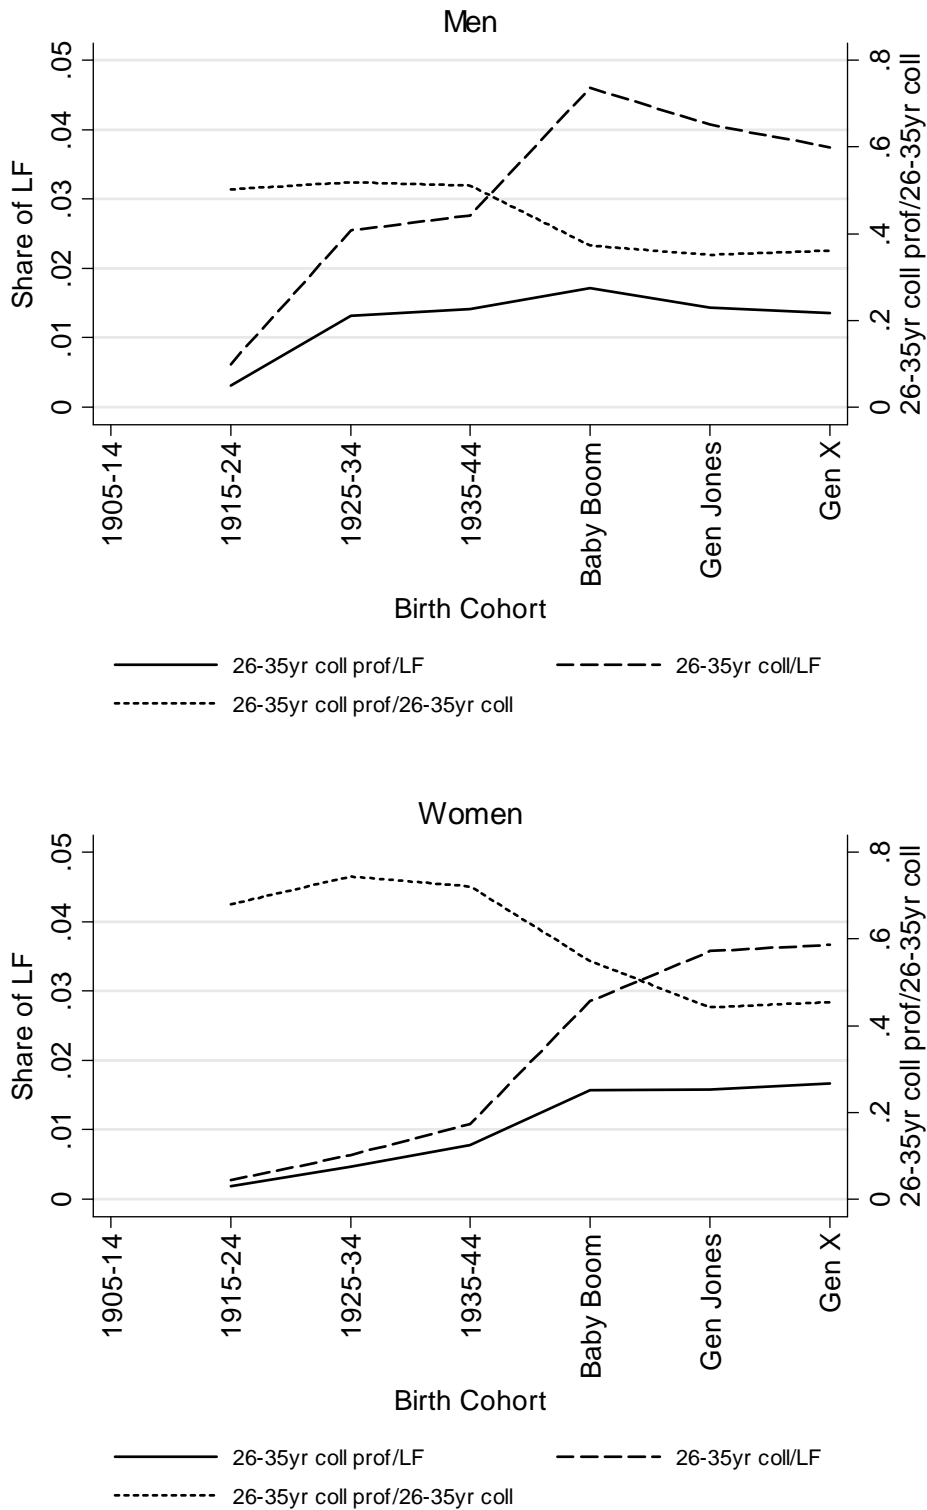 Men
Share of LF
0 .01 .02 .03 .04 .05
26-35yr coll prof/26-35yr coll
0 .2 .4 .6 .8
1905-14
1915-24
1925-34
1935-44
Baby Boom
Gen Jones
Gen X
Birth Cohort
26-35yr coll prof/LF 26-35yr coll/LF
26-35yr coll prof/26-35yr coll
Women
Share of LF
0 .01 .02 .03 .04 .05
26-35yr coll prof/26-35yr coll
0 .2 .4 .6 .8
1905-14
1915-24
1925-34
1935-44
Baby Boom
Gen Jones
Gen X
Birth Cohort
26-35yr coll prof/LF 26-35yr coll/LF
26-35yr coll prof/26-35yr coll